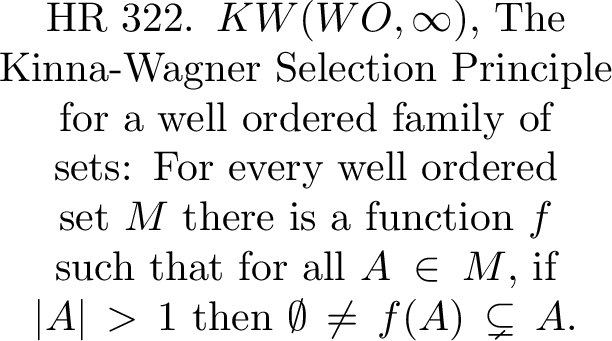 HR 322. KW(WO, ∞), The
Kinna-Wagner Selection Principle
for a well ordered family of
sets: For every well ordered
set M there is a function f
such that for all A ∈ M, if
|A| > 1 then ∅ ≠ f(A) ⊊ A.